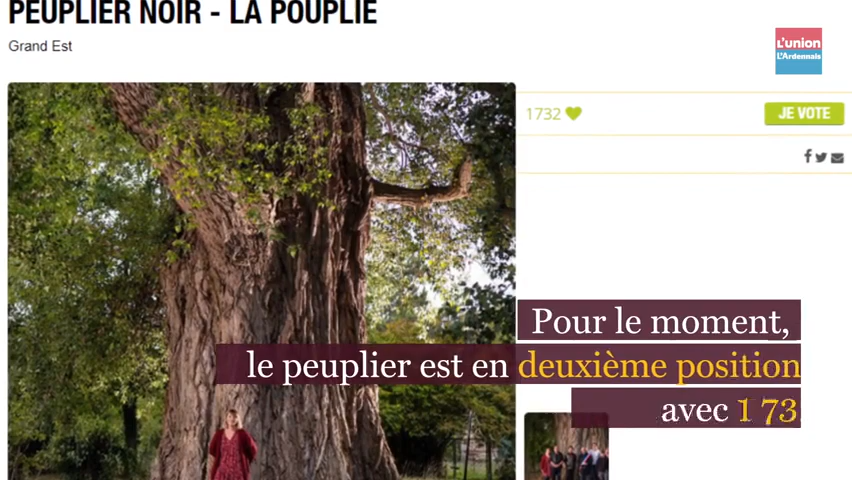 PEUPLIER NOIR - LA POUPLIE
Grand Est
L'union
L'Ardennais
1732
JE VOTE
Pour le moment,
le peuplier est en deuxième position
avec 1 73